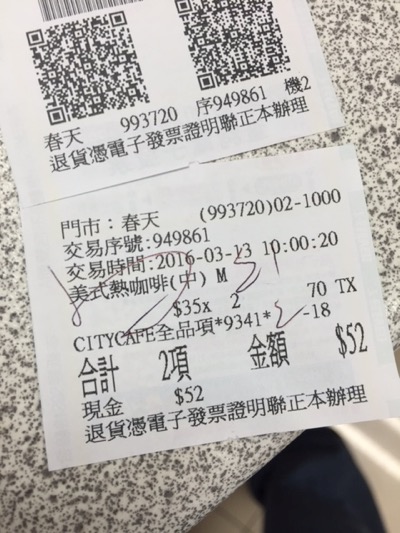 春天 993720 序949861 機2
退貨憑電子發票證明聯正本辦理
門市：春天 (993720)02-1000
交易序號:949861
交易時間:2016-03-13 10:00:20
美式熱咖啡(中) M
$35x 2 70 TX
CITYCAFE全品項*9341* -18
合計 2項 金額 $52
現金 $52
退貨憑電子發票證明聯正本辦理